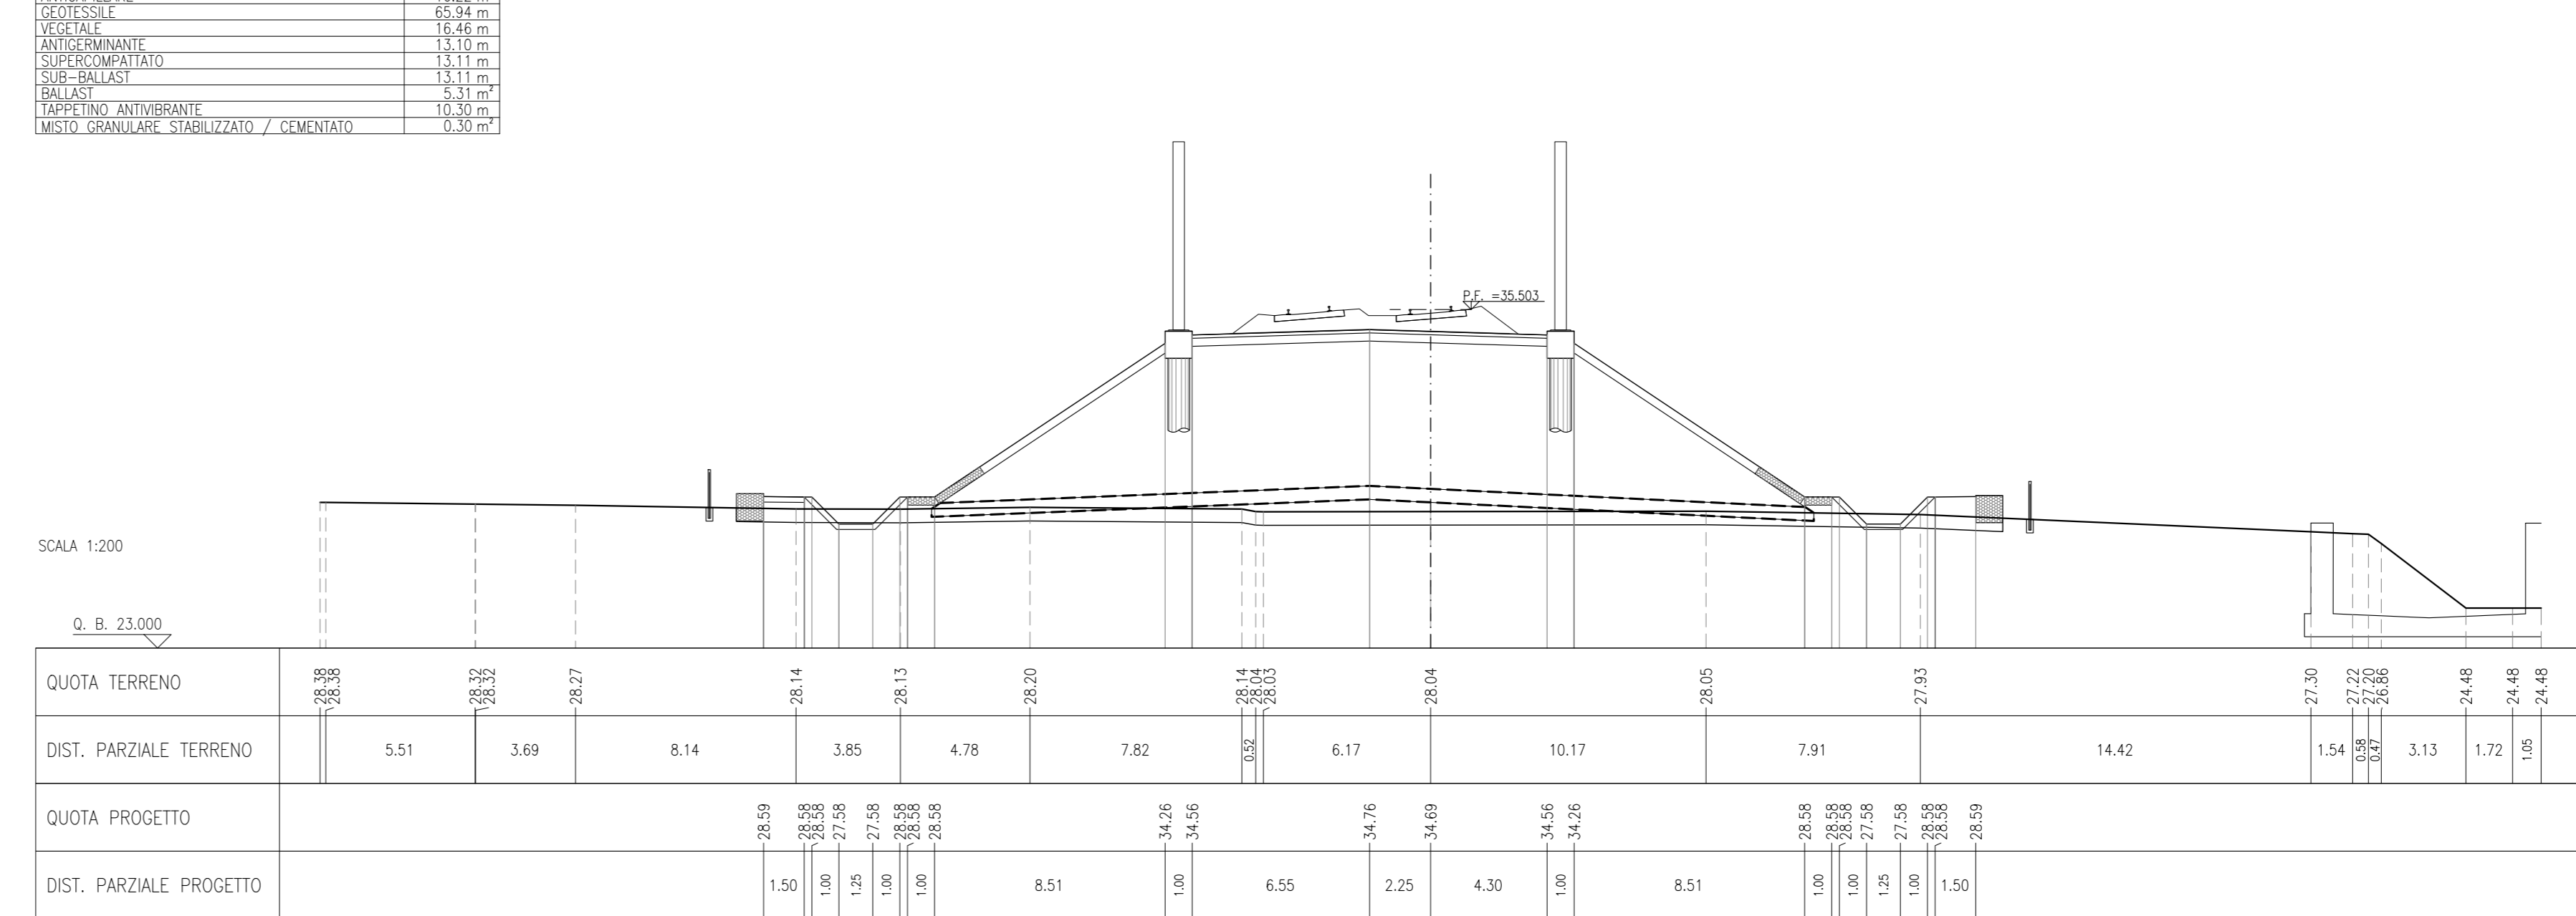 GEOTESSILE 65.94 m
VEGETALE 16.46 m
ANTIGERMINANTE 13.10 m
SUPERCOMPATTATO 13.11 m
SUB-BALLAST 13.11 m
BALLAST 5.31 m²
TAPPETINO ANTIVIBRANTE 10.30 m
MISTO GRANULARE STABILIZZATO / CEMENTATO 0.30 m²
P.F. =35.503
SCALA 1:200
Q. B. 23.000
QUOTA TERRENO 28.38 28.38 28.32 28.32 28.27 28.14 28.13 28.20 28.14 28.04 28.03 28.04 28.05 27.93 27.30 27.22 27.20 26.86 24.48 24.48 24.48
DIST. PARZIALE TERRENO 5.51 3.69 8.14 3.85 4.78 7.82 0.52 6.17 10.17 7.91 14.42 1.54 0.58 0.47 3.13 1.72 1.05
QUOTA PROGETTO 28.59 28.58 28.58 27.58 27.58 28.58 28.58 28.58 34.26 34.56 34.76 34.69 34.56 34.26 28.58 28.58 28.58 27.58 27.58 28.58 28.58 28.59
DIST. PARZIALE PROGETTO 1.50 1.00 1.25 1.00 1.00 8.51 1.00 6.55 2.25 4.30 1.00 8.51 1.00 1.00 1.25 1.00 1.50